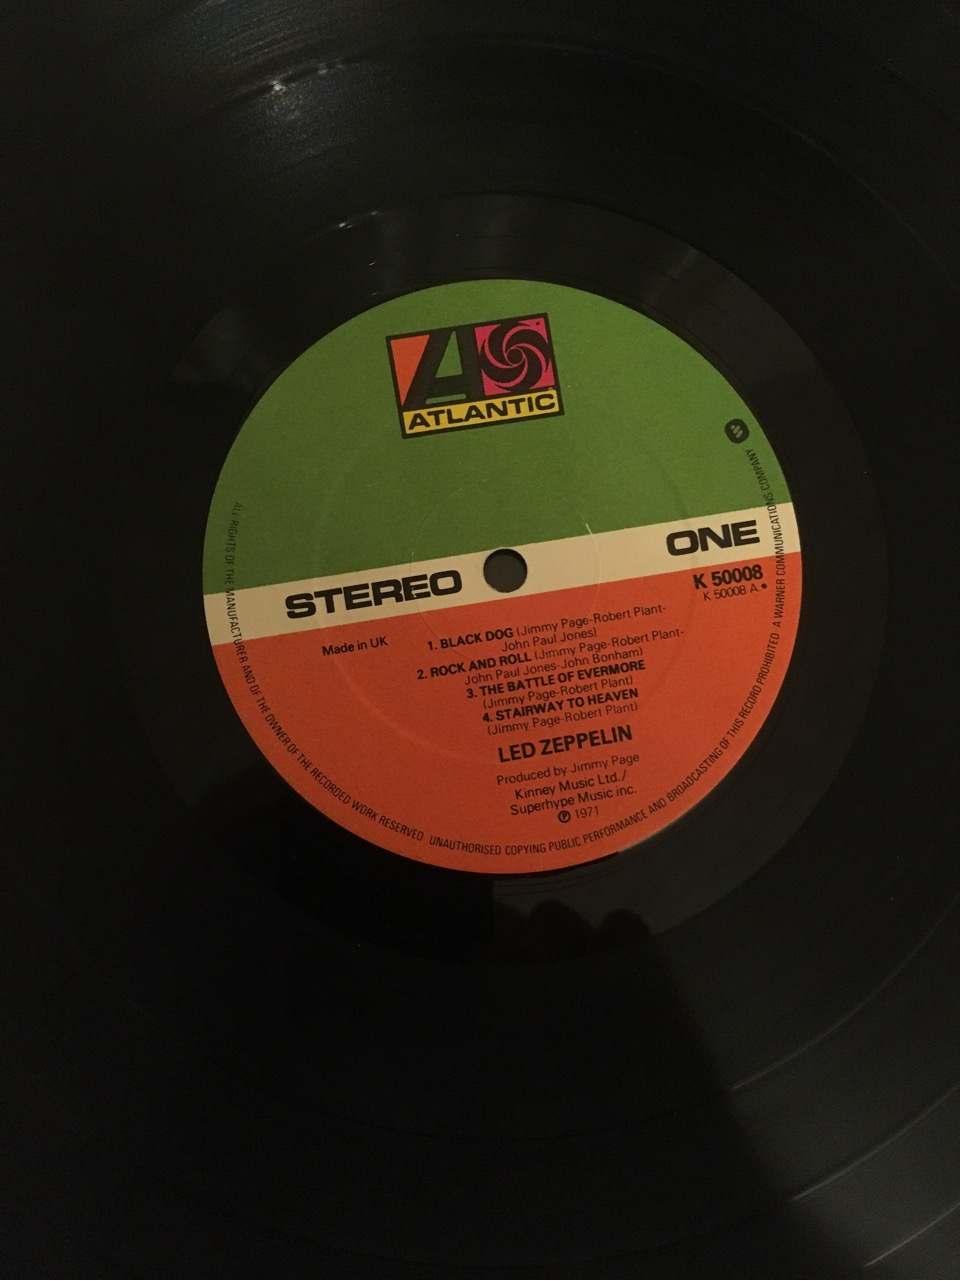 ATLANTIC
STEREO
ONE
K 50008
K 50008 A
Made in UK
1. BLACK DOG (Jimmy Page-Robert Plant-
John Paul Jones)
2. ROCK AND ROLL (Jimmy Page-Robert Plant-
John Paul Jones-John Bonham)
3. THE BATTLE OF EVERMORE
(Jimmy Page-Robert Plant)
4. STAIRWAY TO HEAVEN
(Jimmy Page-Robert Plant)
LED ZEPPELIN
Produced by Jimmy Page
Kinney Music Ltd./
Superhype Music inc.
℗ 1971
ALL RIGHTS OF THE MANUFACTURER AND OF THE OWNER OF THE RECORDED WORK RESERVED UNAUTHORISED COPYING PUBLIC PERFORMANCE AND BROADCASTING OF THIS RECORD PROHIBITED A WARNER COMMUNICATIONS COMPANY